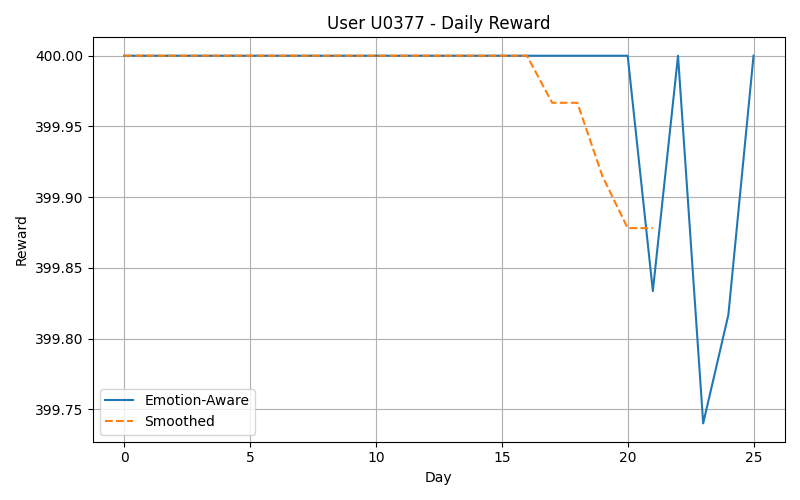 User U0377 - Daily Reward
Reward
400.00
399.95
399.90
399.85
399.80
399.75
Emotion-Aware
Smoothed
0 5 10 15 20 25
Day